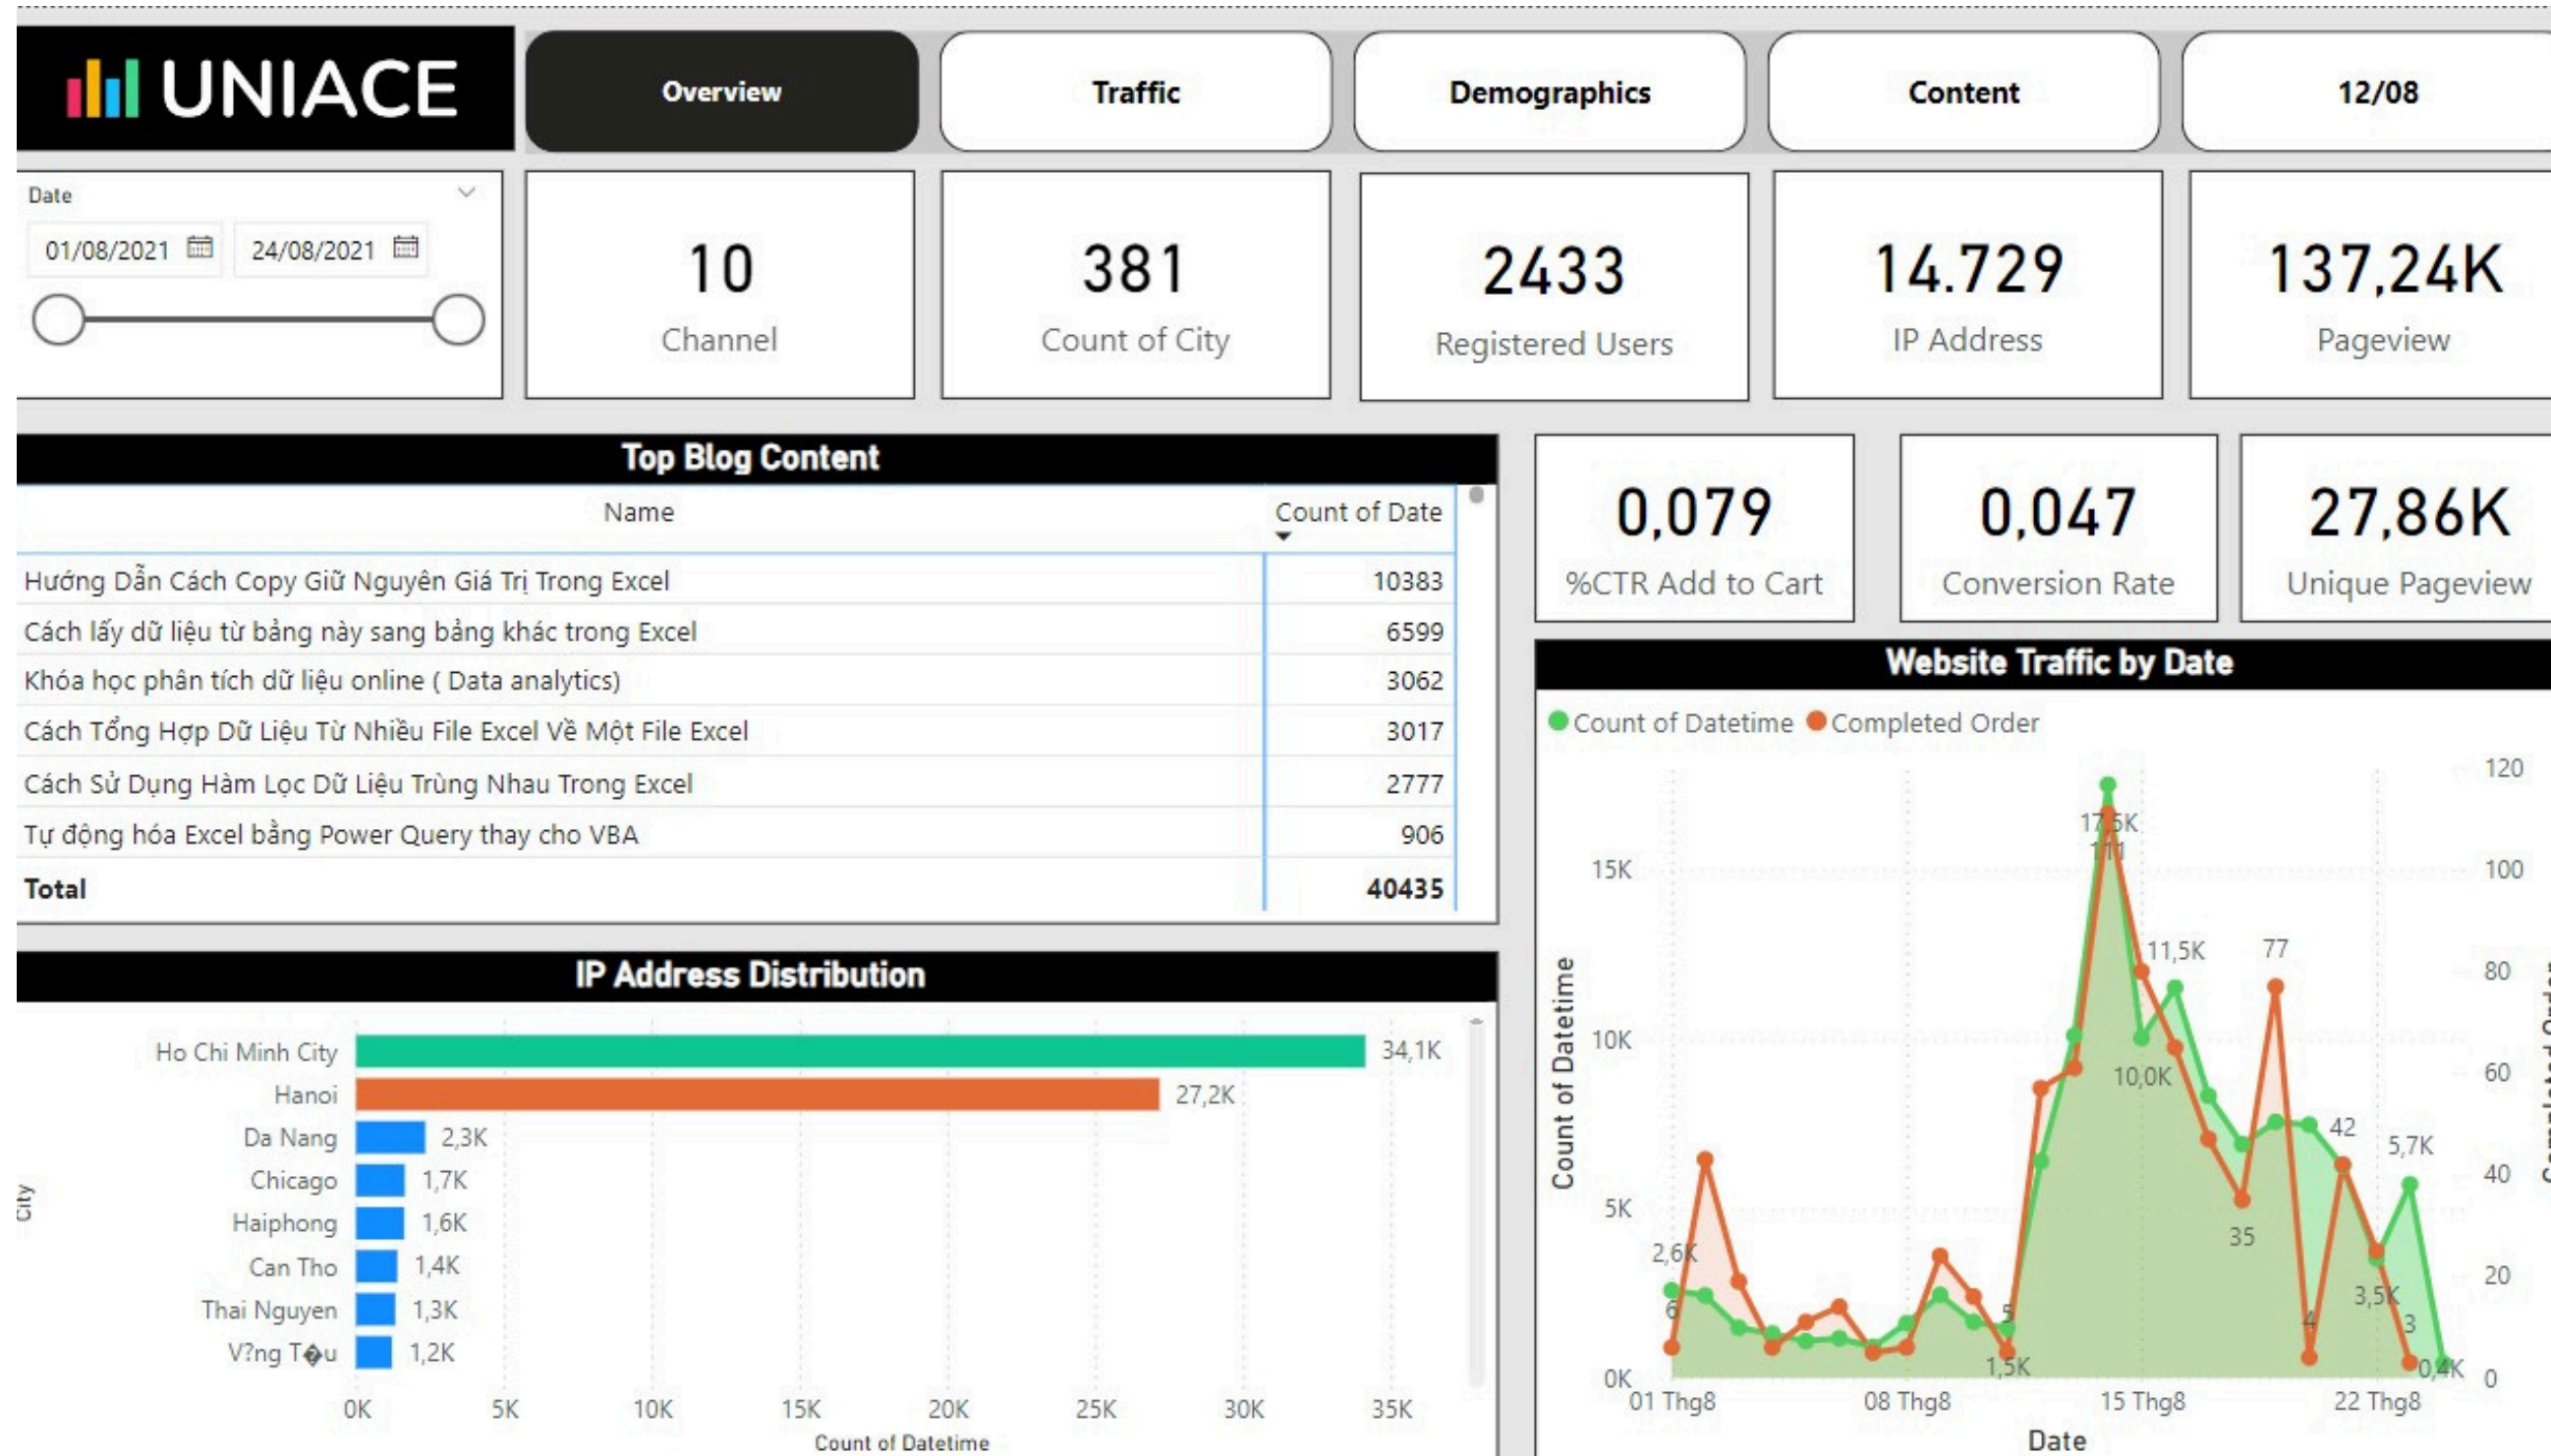 UNIACE
Overview
Traffic
Demographics
Content
12/08
Date
01/08/2021
24/08/2021
10
Channel
381
Count of City
2433
Registered Users
14.729
IP Address
137,24K
Pageview
Top Blog Content
Name Count of Date
Hướng Dẫn Cách Copy Giữ Nguyên Giá Trị Trong Excel 10383
Cách lấy dữ liệu từ bảng này sang bảng khác trong Excel 6599
Khóa học phân tích dữ liệu online ( Data analytics) 3062
Cách Tổng Hợp Dữ Liệu Từ Nhiều File Excel Về Một File Excel 3017
Cách Sử Dụng Hàm Lọc Dữ Liệu Trùng Nhau Trong Excel 2777
Tự động hóa Excel bằng Power Query thay cho VBA 906
Total 40435
0,079
%CTR Add to Cart
0,047
Conversion Rate
27,86K
Unique Pageview
IP Address Distribution
City
Ho Chi Minh City 34,1K
Hanoi 27,2K
Da Nang 2,3K
Chicago 1,7K
Haiphong 1,6K
Can Tho 1,4K
Thai Nguyen 1,3K
V?ng T�u 1,2K
0K 5K 10K 15K 20K 25K 30K 35K
Count of Datetime
Website Traffic by Date
Count of Datetime Completed Order
Count of Datetime
15K
10K
5K
0K
120
100
80
60
40
20
0
17,5K
111
11,5K
77
10,0K
42
5,7K
35
2,6K
6
5
1,5K
4
3,5K
3
0,4K
01 Thg8 08 Thg8 15 Thg8 22 Thg8
Date